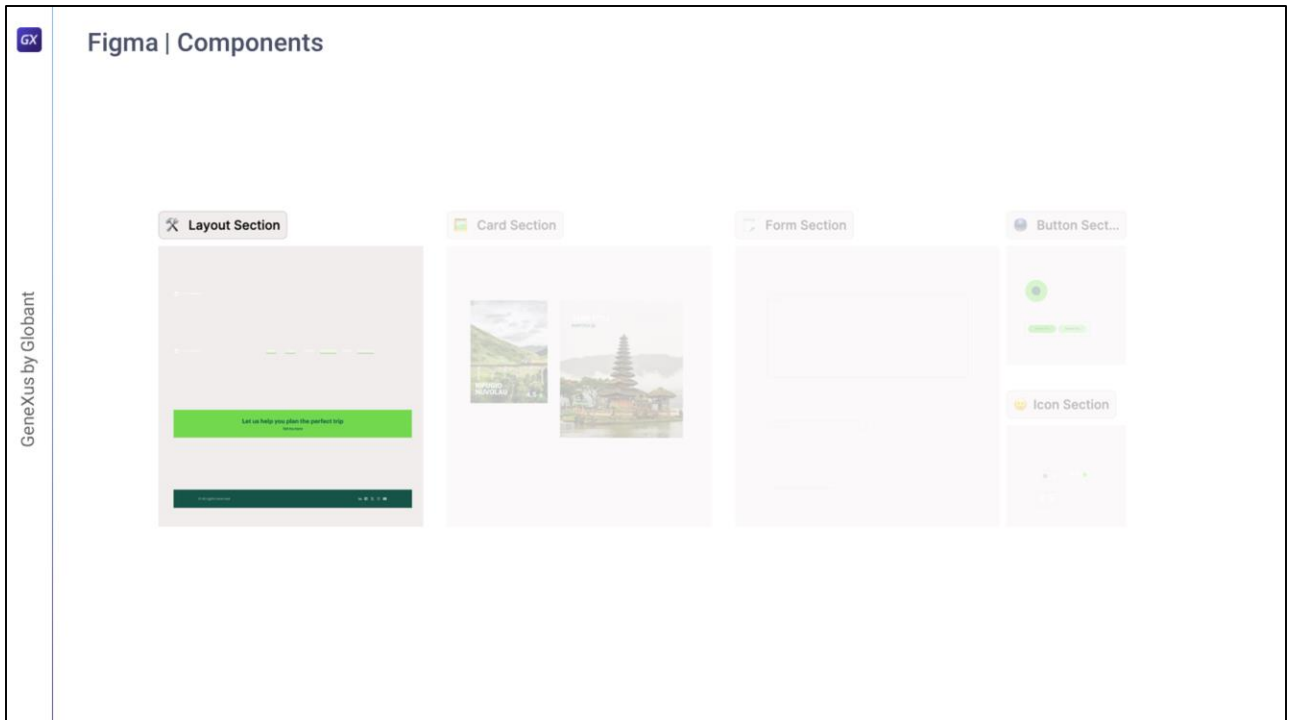 GX
Figma | Components
GeneXus by Globant
Layout Section
Card Section
Form Section
Button Sect...
Let us help you plan the perfect trip
Icon Section